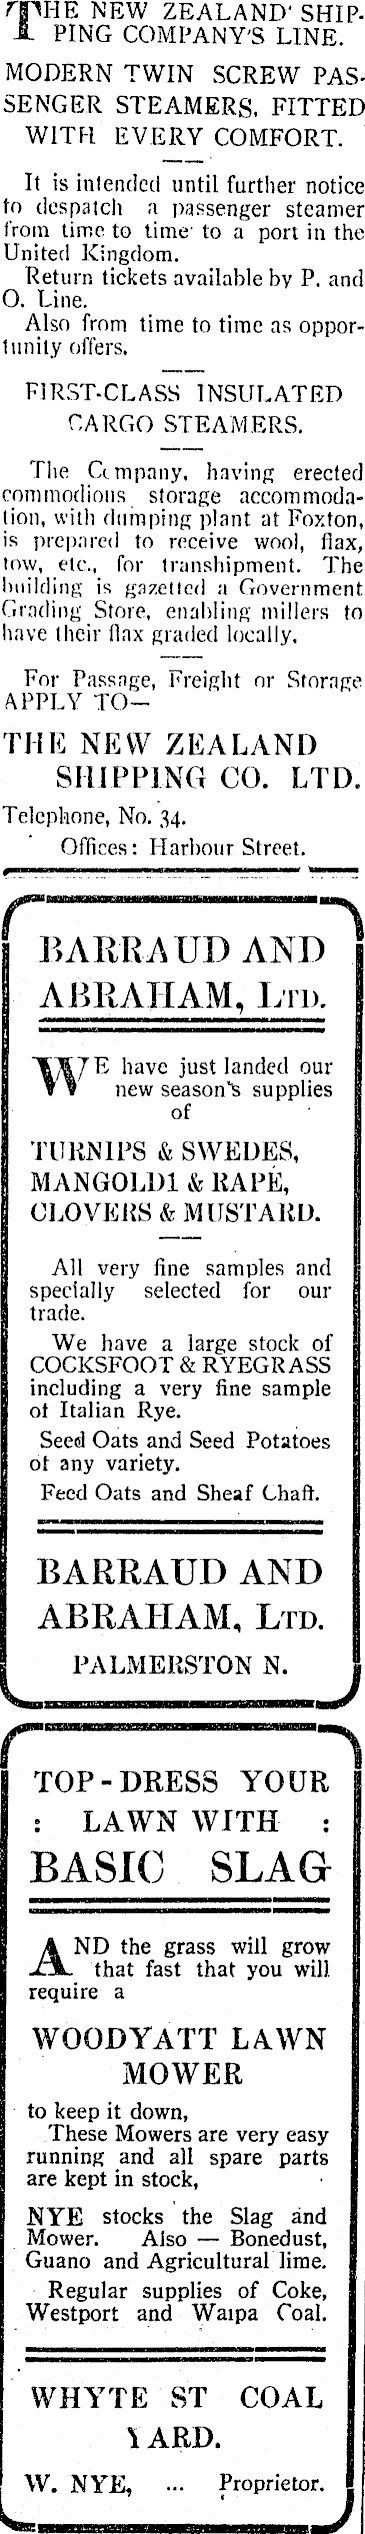 THE NEW ZEALAND SHIP-
PING COMPANY'S LINE.
MODERN TWIN SCREW PAS-
SENGER STEAMERS, FITTED
WITH EVERY COMFORT.
It is intended until further notice
to despatch a passenger steamer
from time to time to a port in the
United Kingdom.
Return tickets available by P. and
O. Line.
Also from time to time as oppor-
tunity offers.
FIRST-CLASS INSULATED
CARGO STEAMERS.
The Company, having erected
commodious storage accommoda-
tion, with dumping plant at Foxton,
is prepared to receive wool, flax,
tow, etc., for transhipment. The
building is gazetted a Government
Grading Store, enabling millers to
have their flax graded locally.
For Passage, Freight or Storage
APPLY TO—
THE NEW ZEALAND
SHIPPING CO. LTD.
Telephone, No. 34.
Offices: Harbour Street.
BARRAUD AND
ABRAHAM, LTD.
WE have just landed our
new season's supplies
of
TURNIPS & SWEDES,
MANGOLD1 & RAPE,
CLOVERS & MUSTARD.
All very fine samples and
specially selected for our
trade.
We have a large stock of
COCKSFOOT & RYEGRASS
including a very fine sample
of Italian Rye.
Seed Oats and Seed Potatoes
of any variety.
Feed Oats and Sheaf Chaff.
BARRAUD AND
ABRAHAM, LTD.
PALMERSTON N.
TOP-DRESS YOUR
: LAWN WITH :
BASIC SLAG
AND the grass will grow
that fast that you will
require a
WOODYATT LAWN
MOWER
to keep it down,
These Mowers are very easy
running and all spare parts
are kept in stock,
NYE stocks the Slag and
Mower. Also — Bonedust,
Guano and Agricultural lime.
Regular supplies of Coke,
Westport and Waipa Coal.
WHYTE ST COAL
YARD.
W. NYE, ... Proprietor.